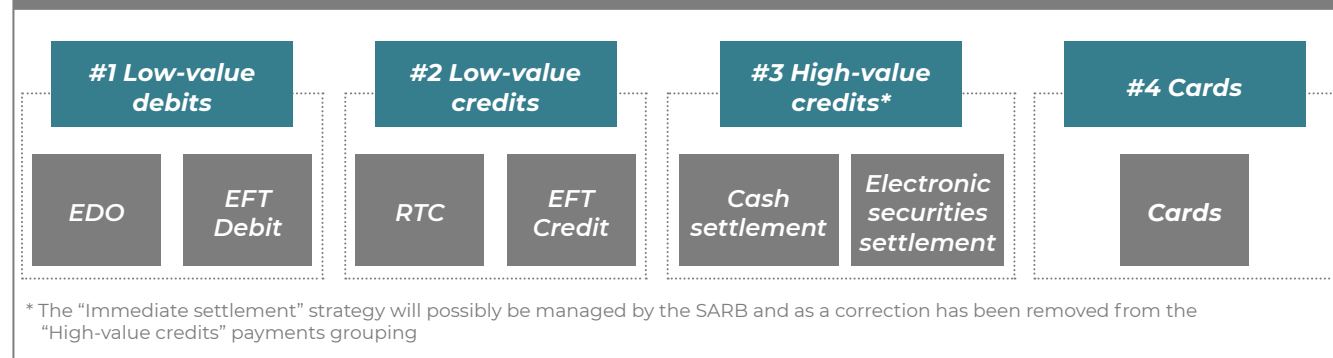 #1 Low-value
debits
#2 Low-value
credits
#3 High-value
credits*
#4 Cards
EDO
EFT
Debit
RTC
EFT
Credit
Cash
settlement
Electronic
securities
settlement
Cards
* The “Immediate settlement” strategy will possibly be managed by the SARB and as a correction has been removed from the
“High-value credits” payments grouping